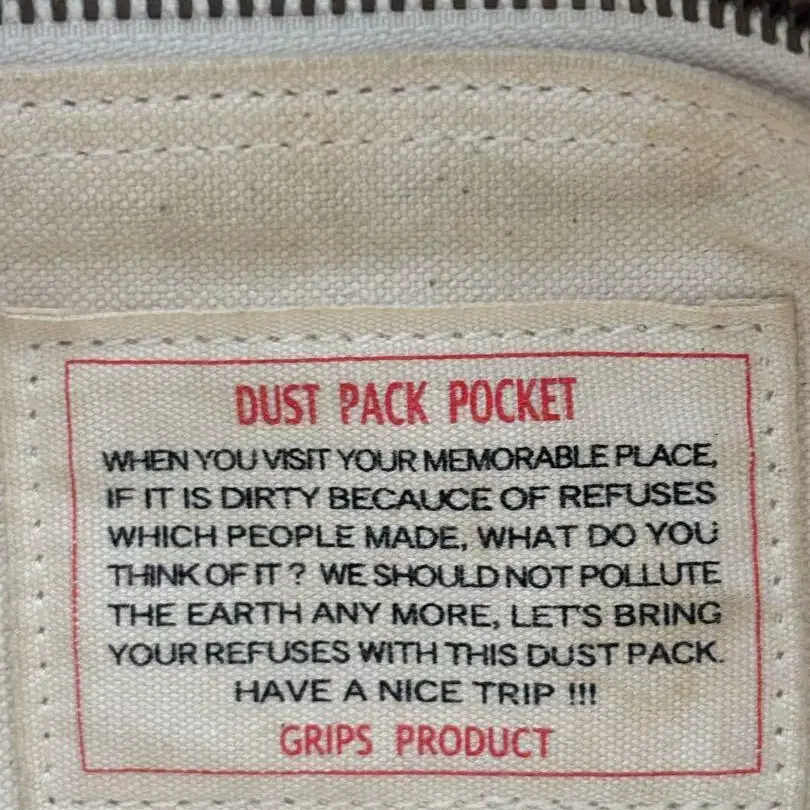 DUST PACK POCKET
WHEN YOU VISIT YOUR MEMORABLE PLACE,
IF IT IS DIRTY BECAUCE OF REFUSES
WHICH PEOPLE MADE, WHAT DO YOU
THINK OF IT ? WE SHOULD NOT POLLUTE
THE EARTH ANY MORE, LET'S BRING
YOUR REFUSES WITH THIS DUST PACK.
HAVE A NICE TRIP !!!
GRIPS PRODUCT